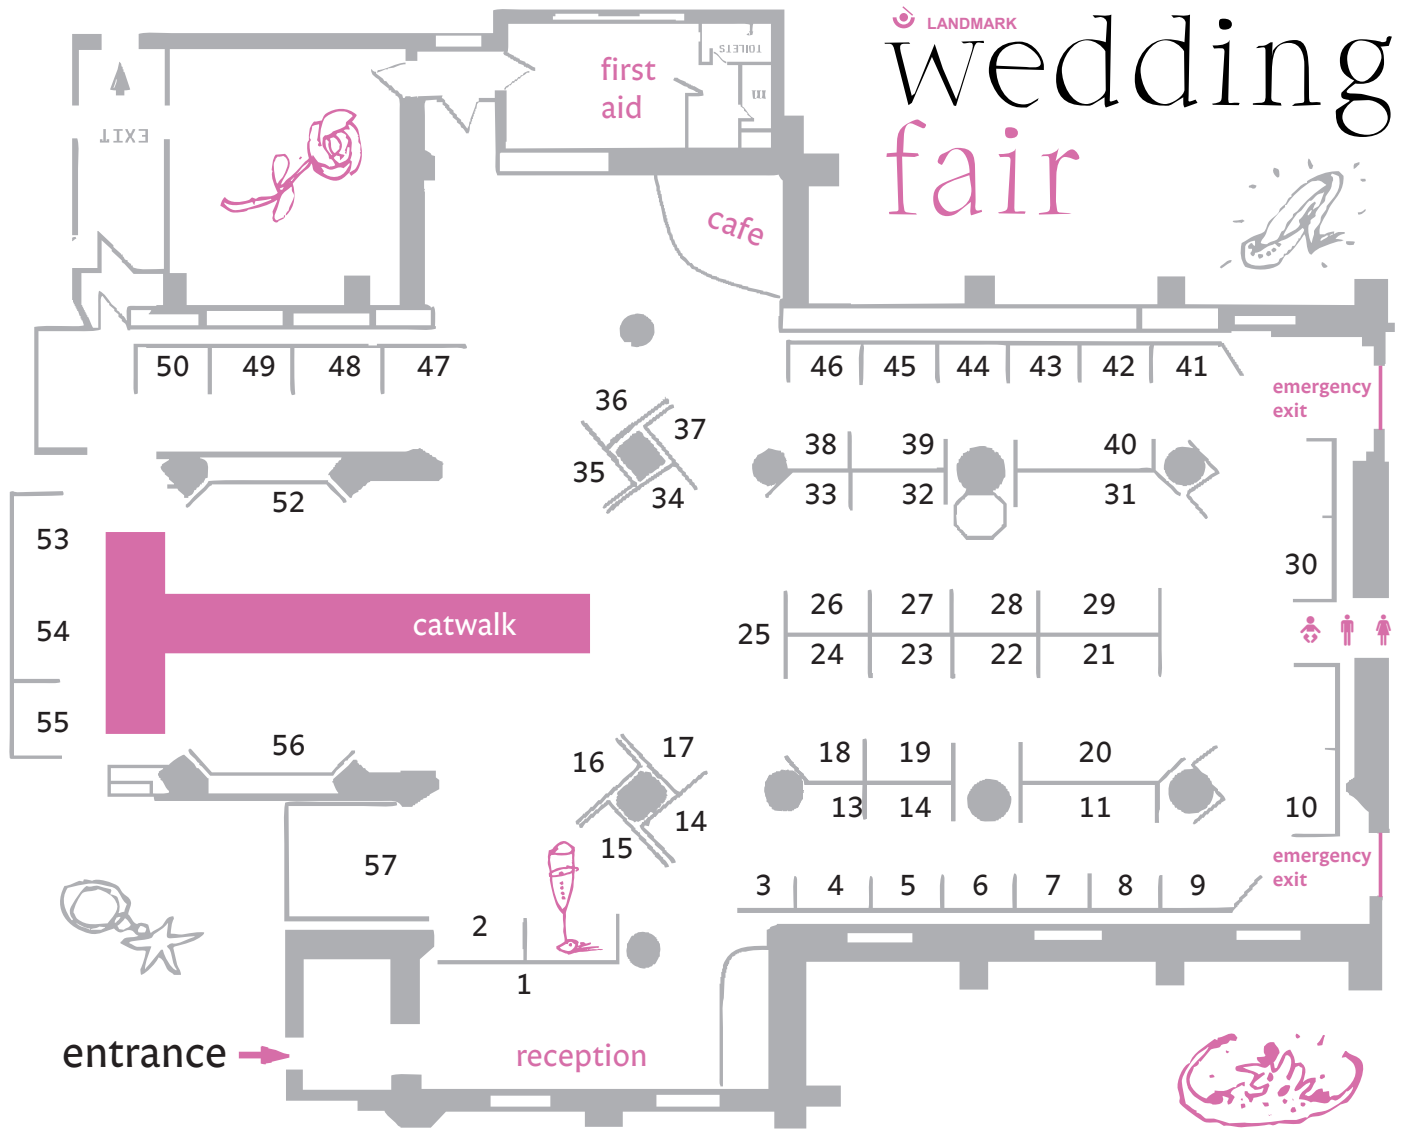 LANDMARK
wedding
fair
first
aid
TOILETS
m
EXIT
cafe
50 49 48 47
46 45 44 43 42 41
emergency
exit
36
37
35
34
38 39 40
33 32 31
52
53
54
55
catwalk
30
26 27 28 29
25
24 23 22 21
56
16 17
14
15
18 19 20
13 14 11
10
57
3 4 5 6 7 8 9
emergency
exit
2
1
entrance
reception